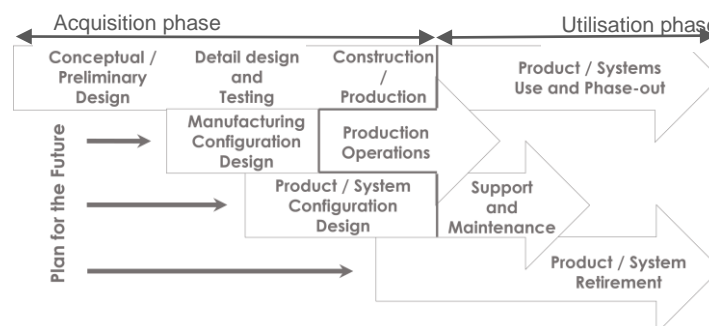 Acquisition phase
Utilisation phase
Conceptual /
Preliminary
Design
Detail design
and
Testing
Construction
/
Production
Product / Systems
Use and Phase-out
Plan for the Future
Manufacturing
Configuration
Design
Production
Operations
Product / System
Configuration
Design
Support
and
Maintenance
Product / System
Retirement